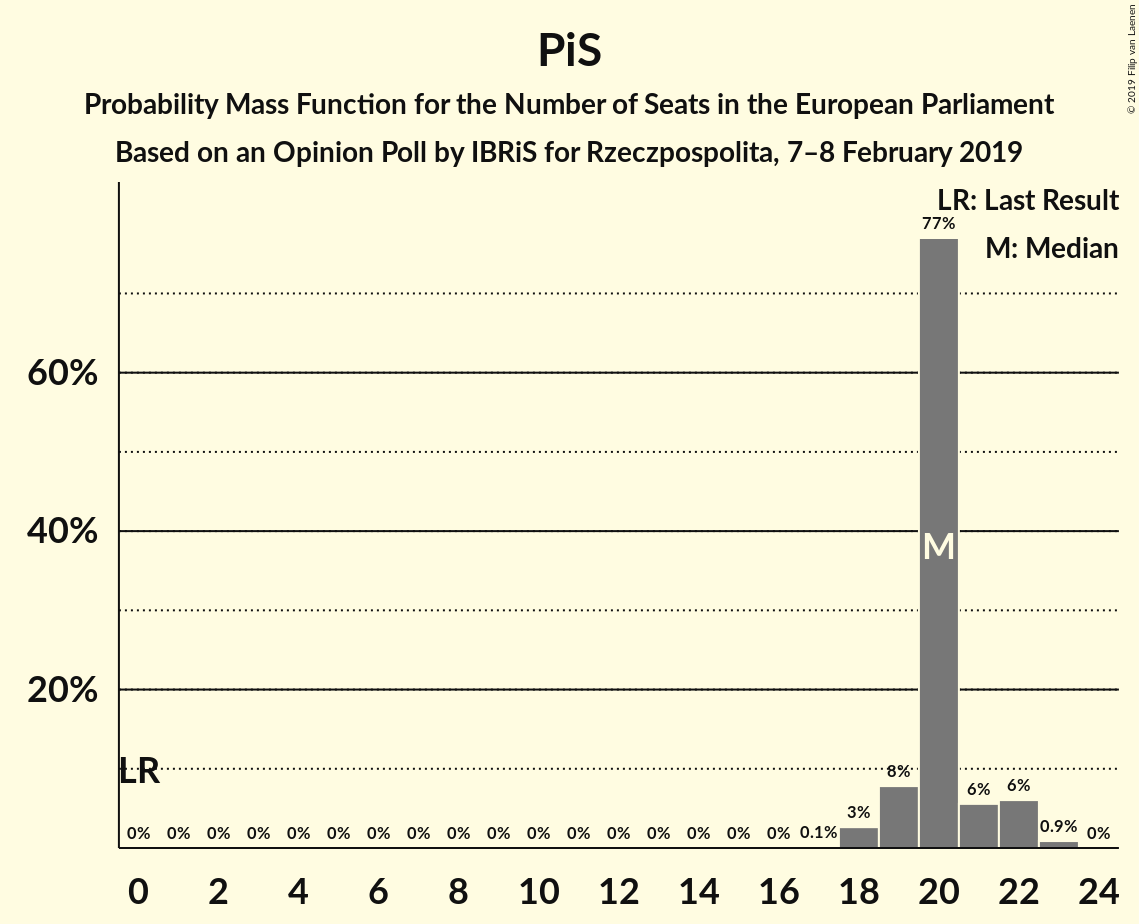 PiS
Probability Mass Function for the Number of Seats in the European Parliament
Based on an Opinion Poll by IBRiS for Rzeczpospolita, 7–8 February 2019
© 2019 Filip van Laenen
LR: Last Result
M: Median
77%
60%
40%
M
20%
LR
0% 0% 0% 0% 0% 0% 0% 0% 0% 0% 0% 0% 0% 0% 0% 0% 0% 0.1% 3% 8% 6% 6% 0.9% 0%
0 2 4 6 8 10 12 14 16 18 20 22 24